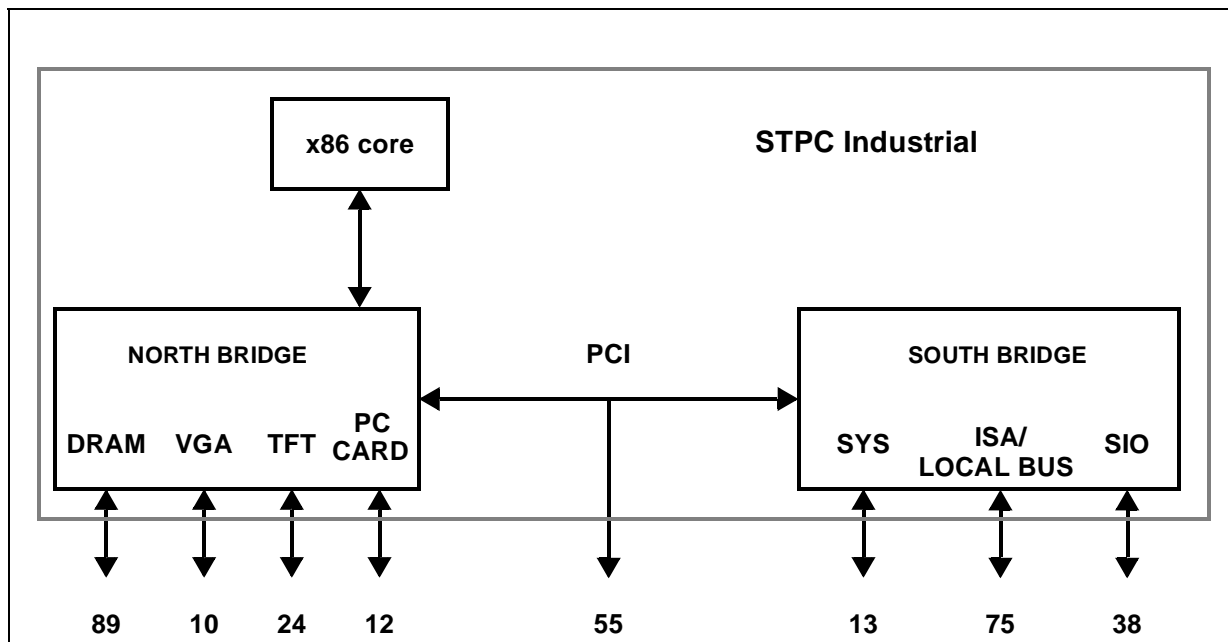 x86 core
STPC Industrial
NORTH BRIDGE
PCI
SOUTH BRIDGE
DRAM
VGA
TFT
PC
CARD
SYS
ISA/
LOCAL BUS
SIO
89
10
24
12
55
13
75
38